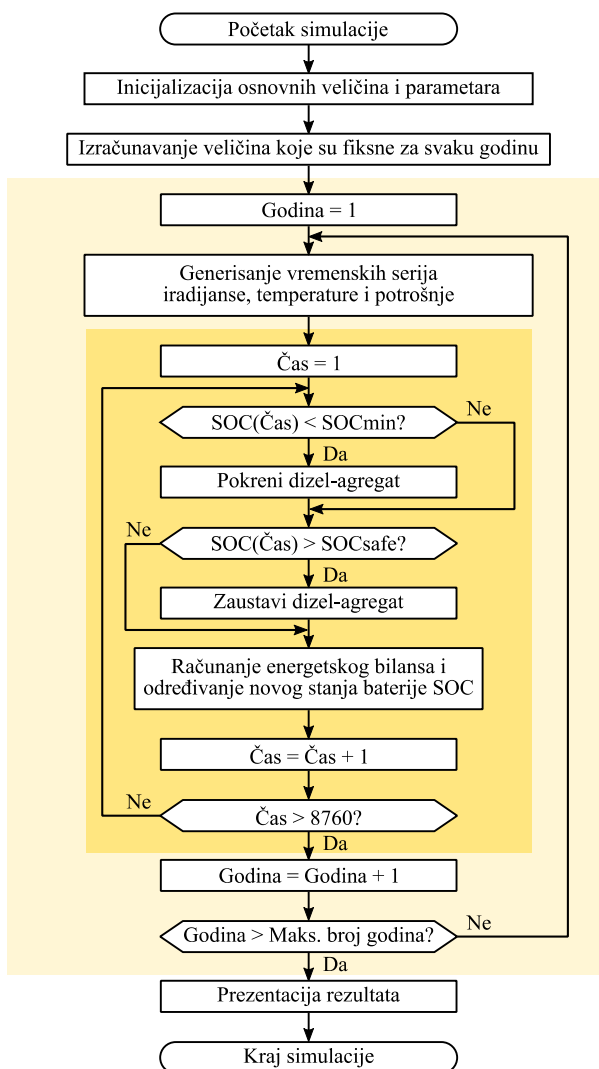 Početak simulacije
Inicijalizacija osnovnih veličina i parametara
Izračunavanje veličina koje su fiksne za svaku godinu
Godina = 1
Generisanje vremenskih serija
iradijanse, temperature i potrošnje
Čas = 1
SOC(Čas) < SOCmin?
Ne
Da
Pokreni dizel-agregat
Ne
SOC(Čas) > SOCsafe?
Da
Zaustavi dizel-agregat
Računanje energetskog bilansa i
određivanje novog stanja baterije SOC
Čas = Čas + 1
Ne
Čas > 8760?
Da
Godina = Godina + 1
Godina > Maks. broj godina?
Ne
Da
Prezentacija rezultata
Kraj simulacije